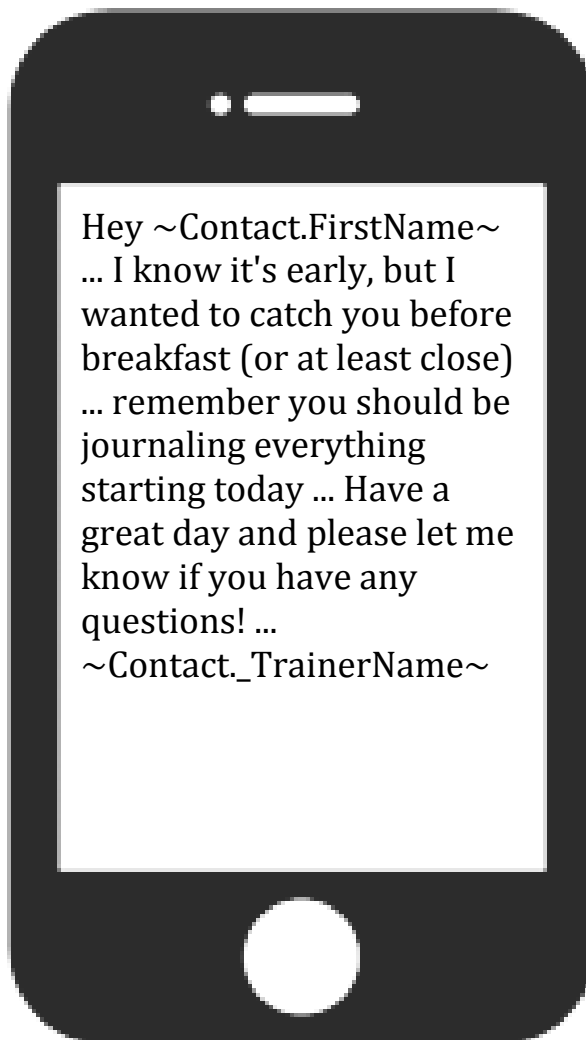 Hey ~Contact.FirstName~
... I know it's early, but I
wanted to catch you before
breakfast (or at least close)
... remember you should be
journaling everything
starting today ... Have a
great day and please let me
know if you have any
questions! ...
~Contact._TrainerName~